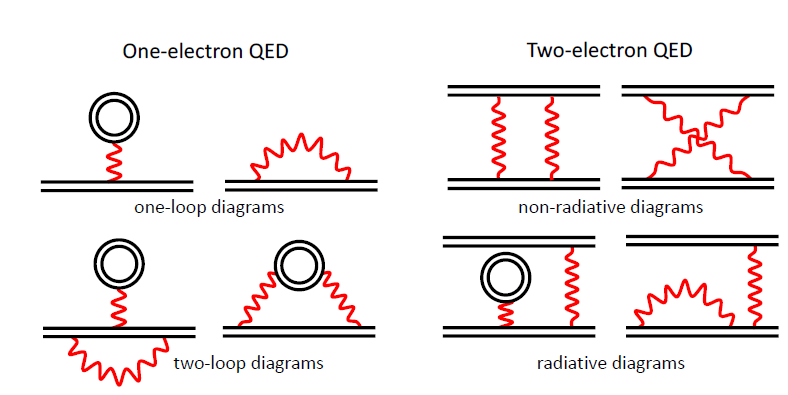 One-electron QED
Two-electron QED
one-loop diagrams
non-radiative diagrams
two-loop diagrams
radiative diagrams